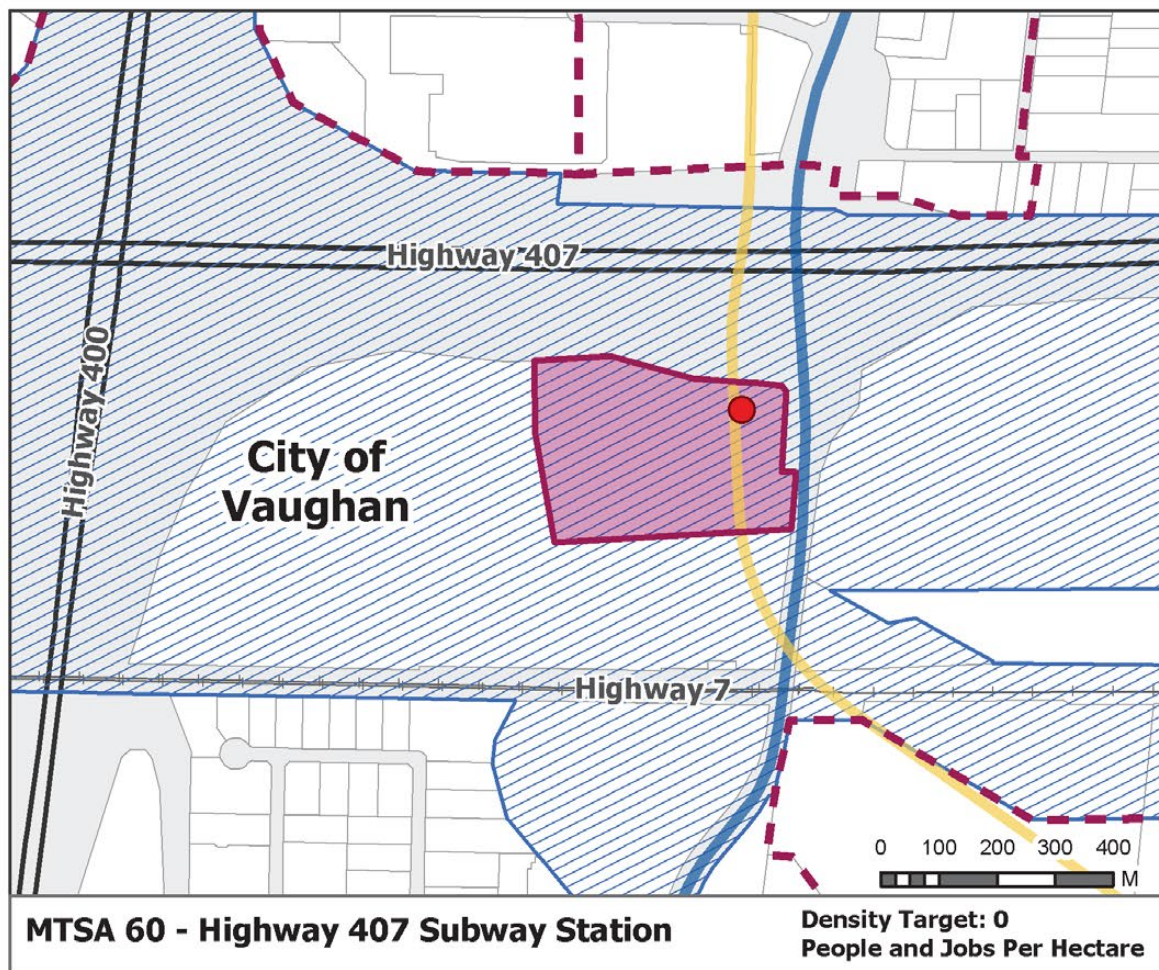 Highway 407
Highway 400
City of
Vaughan
Highway 7
0 100 200 300 400
M
MTSA 60 - Highway 407 Subway Station
Density Target: 0
People and Jobs Per Hectare